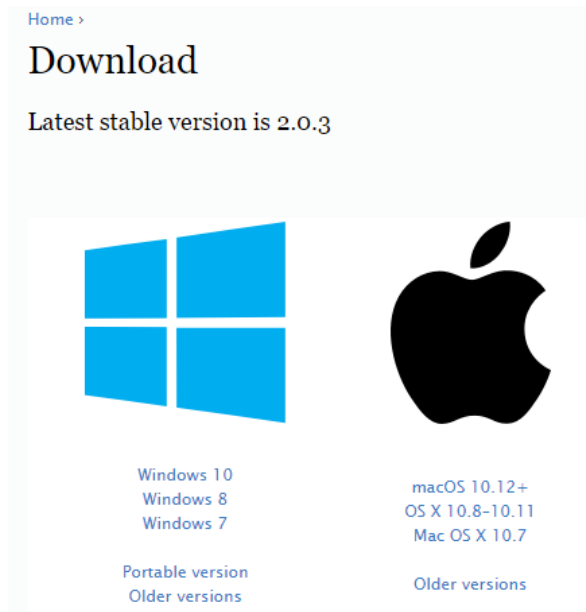 Home ›
Download
Latest stable version is 2.0.3
Windows 10
Windows 8
Windows 7
Portable version
Older versions
macOS 10.12+
OS X 10.8–10.11
Mac OS X 10.7
Older versions